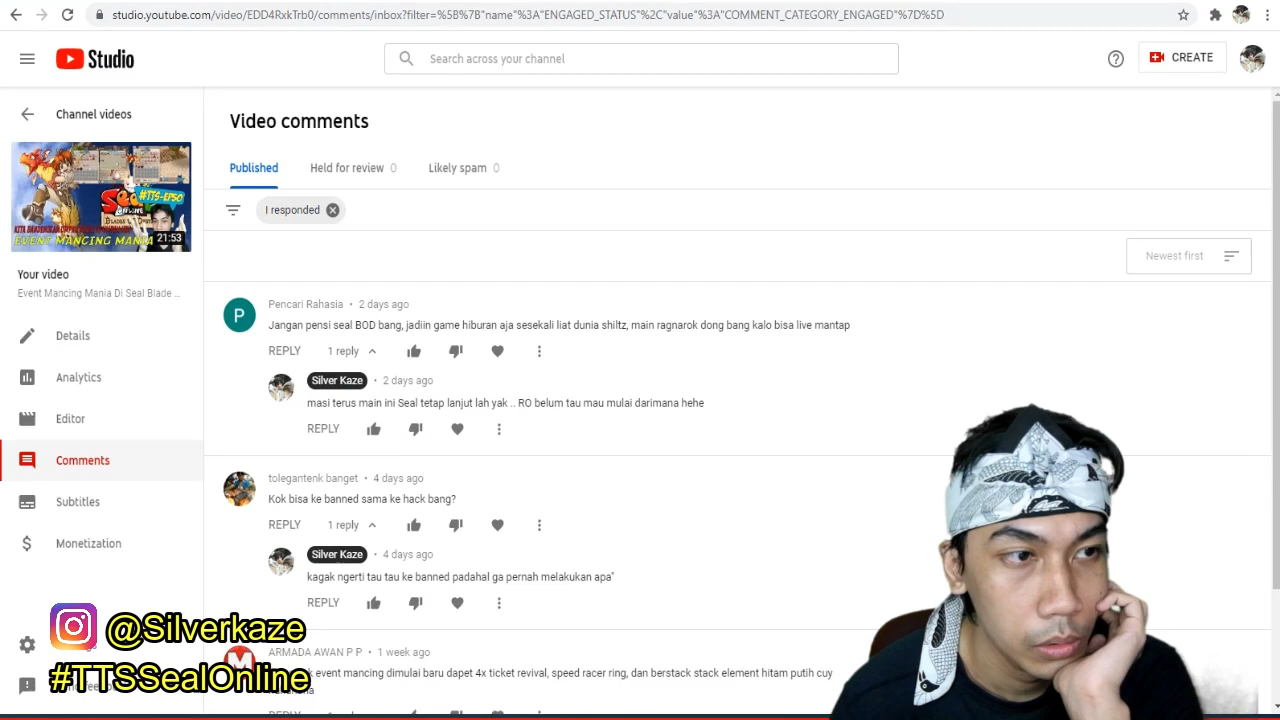 studio.youtube.com/video/EDD4RxkTrb0/comments/inbox?filter=%5B%7B"name"%3A"ENGAGED_STATUS"%2C"value"%3A"COMMENT_CATEGORY_ENGAGED"%7D%5D
Studio
Search across your channel
CREATE
Channel videos
#TTS-EP50
EVENT MANCING MANIA
21:53
Your video
Event Mancing Mania Di Seal Blade ...
Details
Analytics
Editor
Comments
Subtitles
Monetization
@Silverkaze
#TTSSealOnline
Video comments
Published
Held for review 0
Likely spam 0
I responded
Newest first
P
Pencari Rahasia • 2 days ago
Jangan pensi seal BOD bang, jadiin game hiburan aja sesekali liat dunia shiltz, main ragnarok dong bang kalo bisa live mantap
REPLY 1 reply
Silver Kaze • 2 days ago
masi terus main ini Seal tetap lanjut lah yak .. RO belum tau mau mulai darimana hehe
REPLY
tolegantenk banget • 4 days ago
Kok bisa ke banned sama ke hack bang?
REPLY 1 reply
Silver Kaze • 4 days ago
kagak ngerti tau tau ke banned padahal ga pernah melakukan apa"
REPLY
ARMADA AWAN P P • 1 week ago
event mancing dimulai baru dapet 4x ticket revival, speed racer ring, dan berstack stack element hitam putih cuy